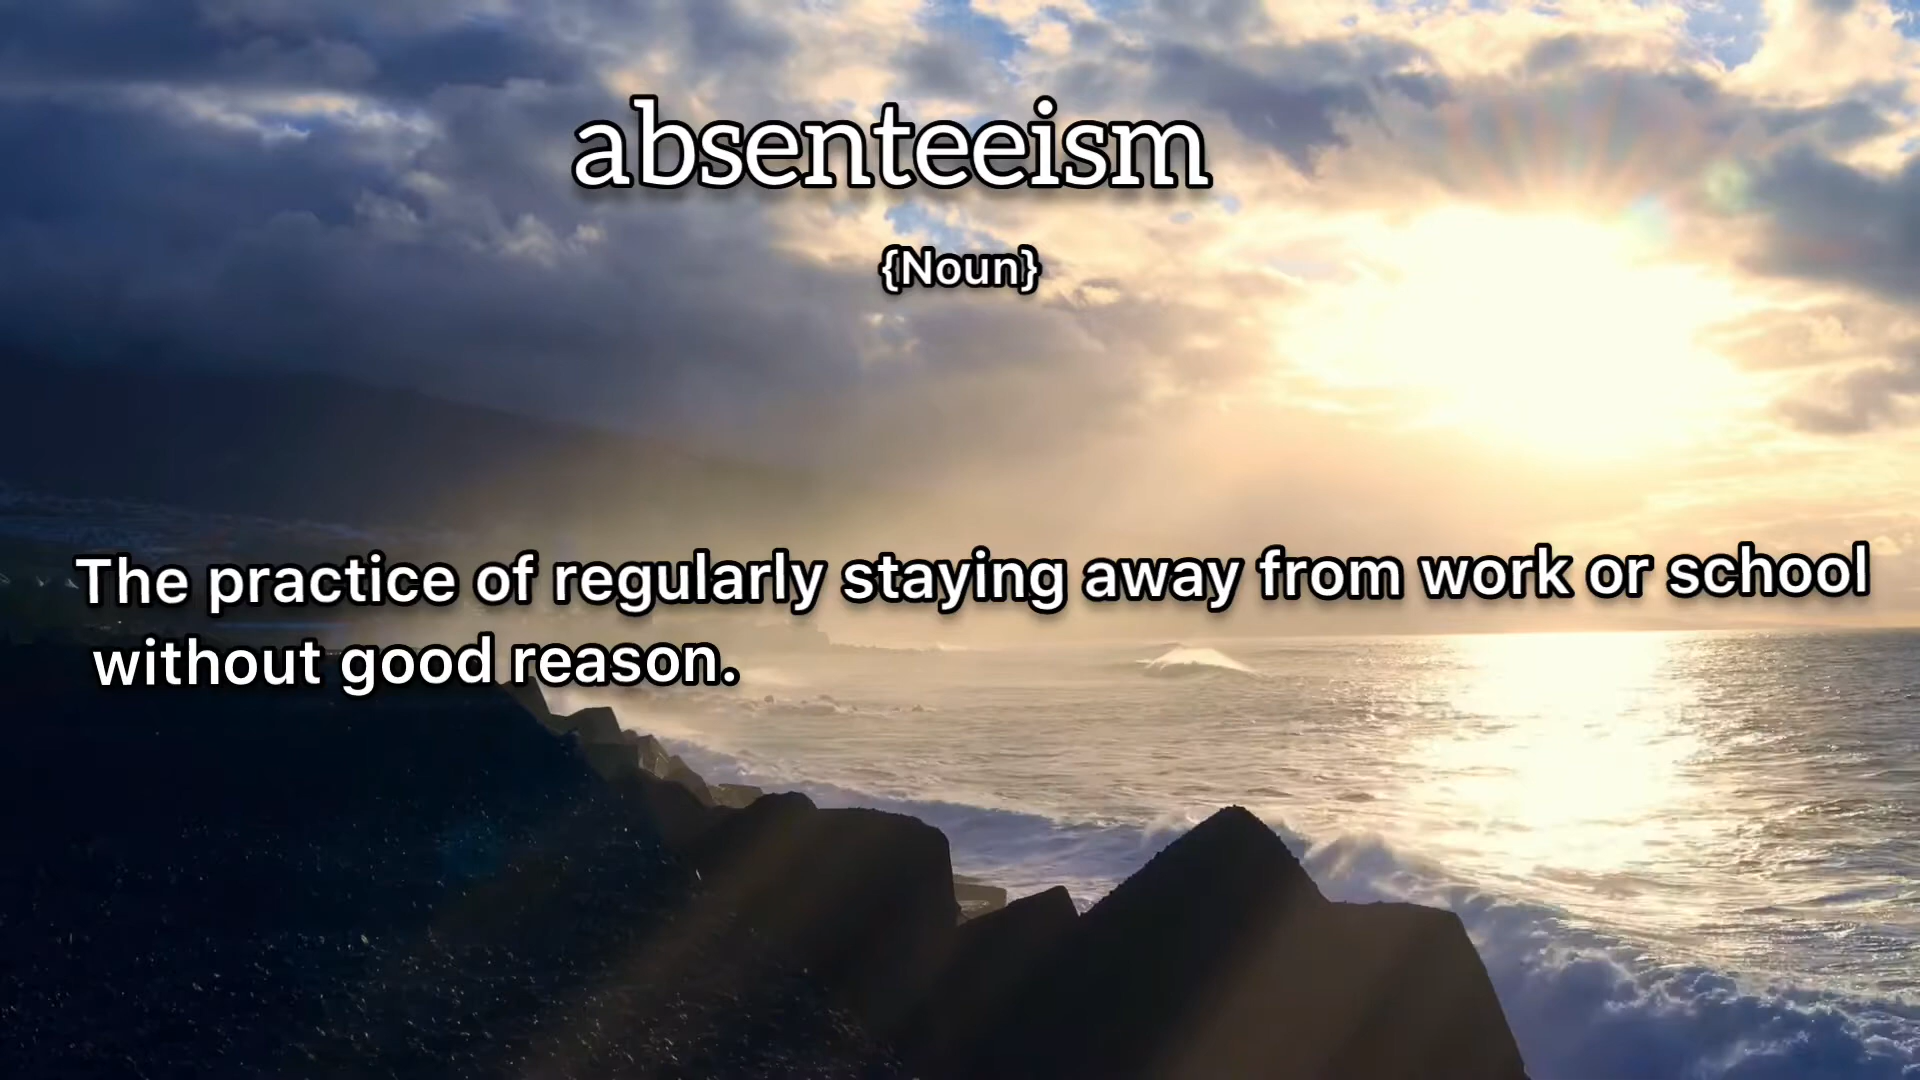 absenteeism
{Noun}
The practice of regularly staying away from work or school
without good reason.